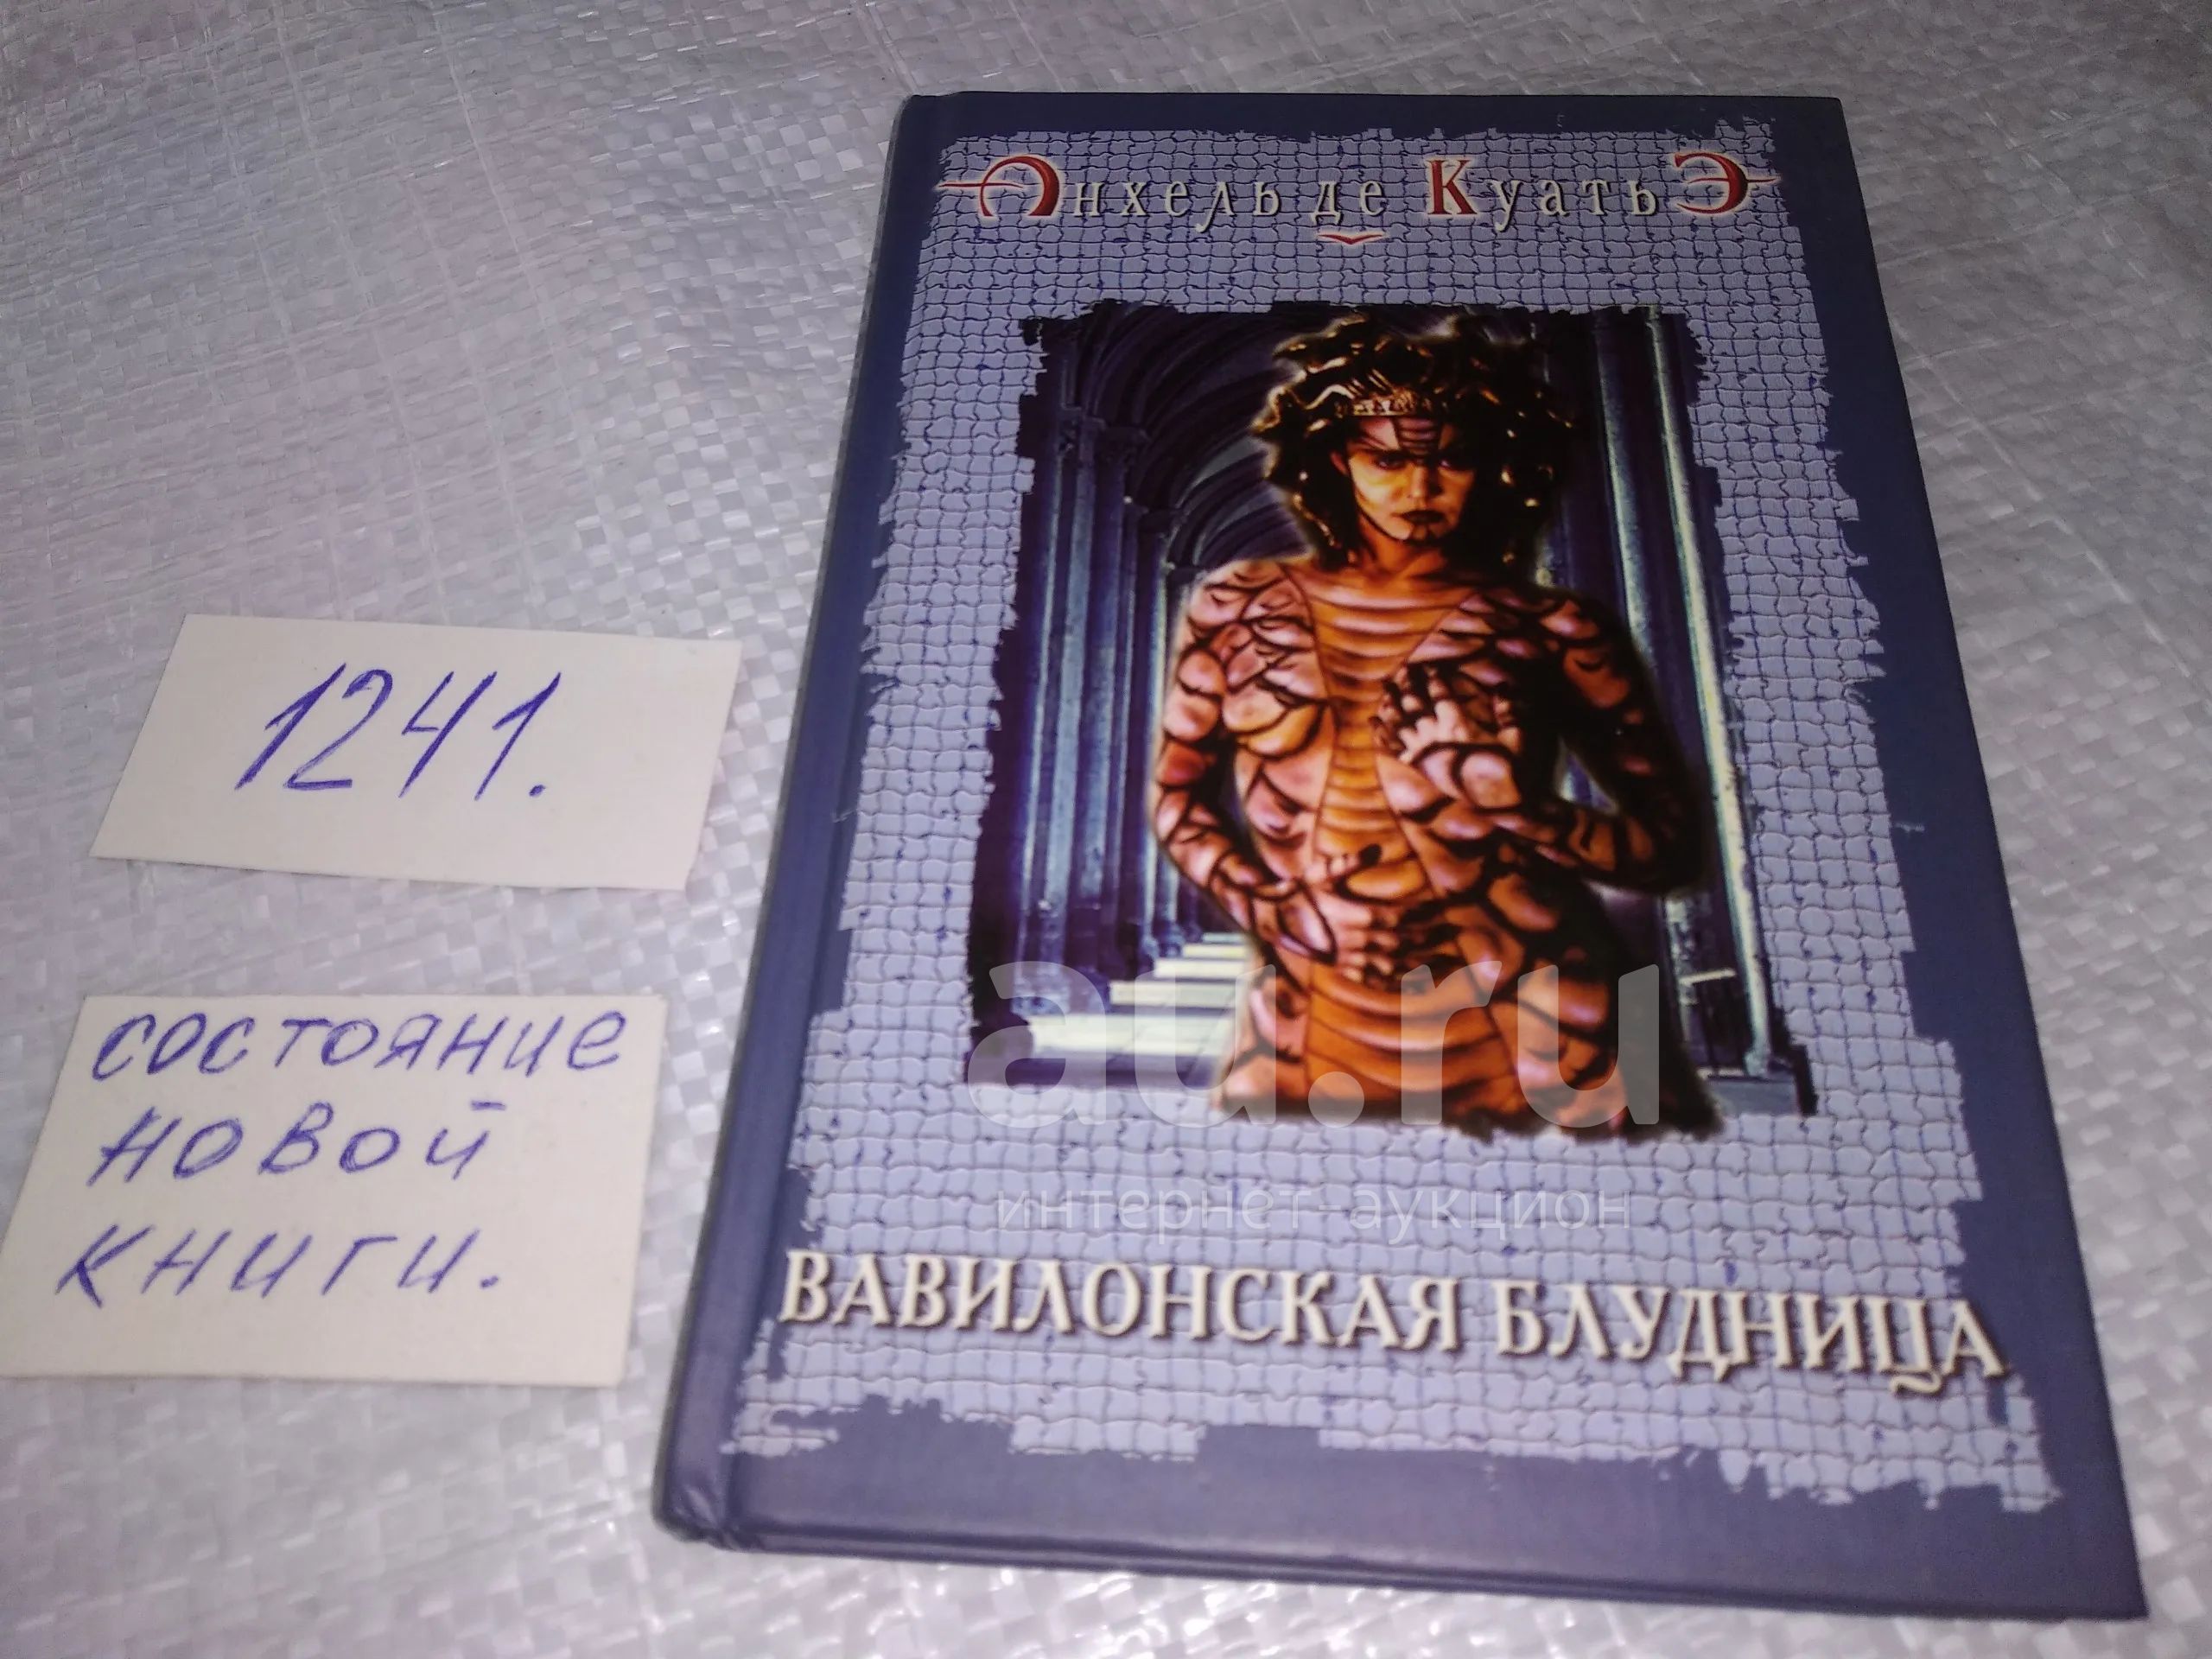 Анхель де Куатьэ
1241.
состояние
новой
книги.
au.ru
интернет-аукцион
ВАВИЛОНСКАЯ БЛУДНИЦА